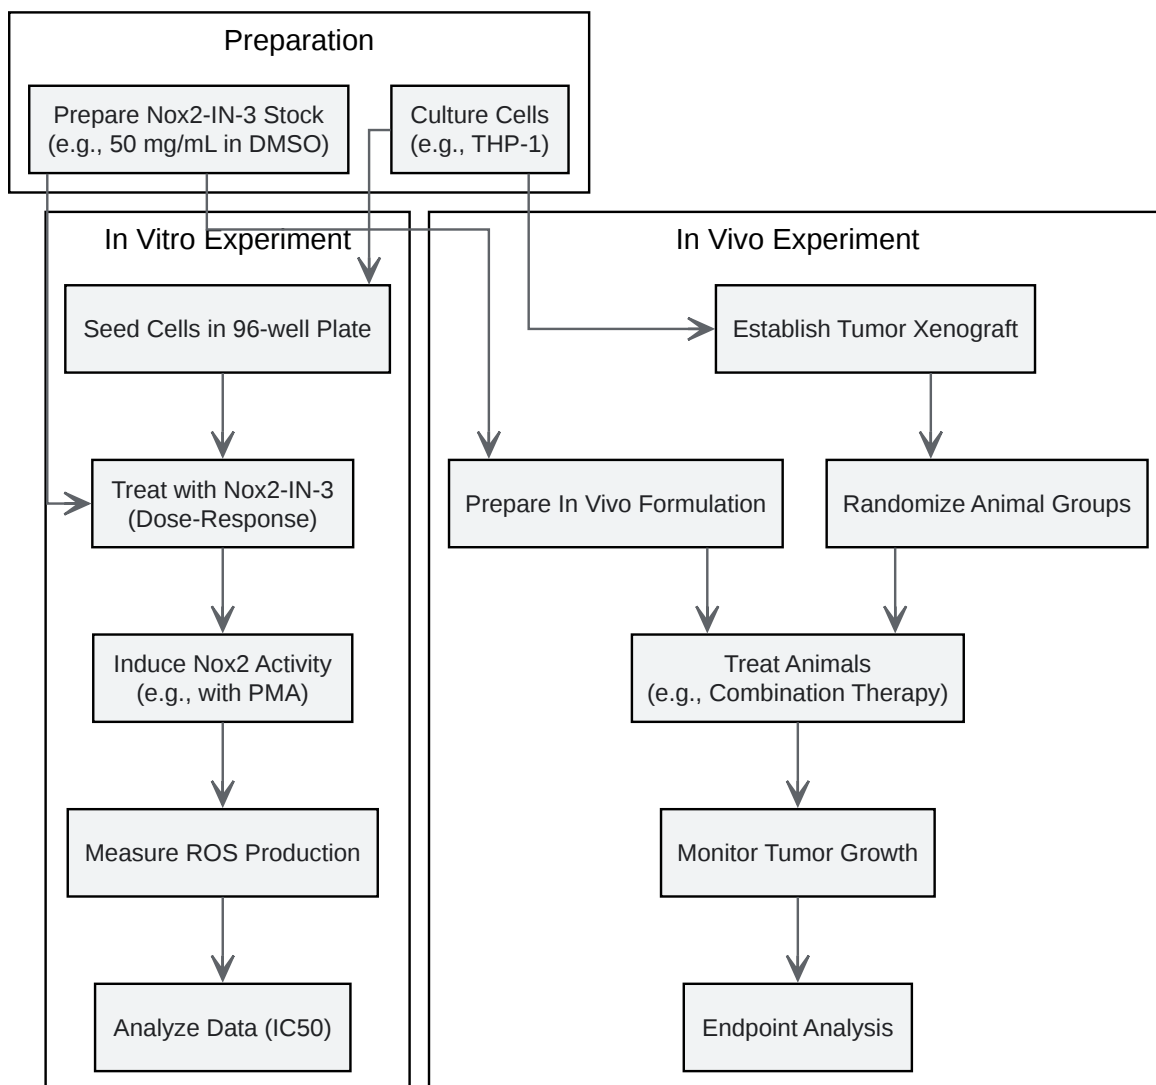 Preparation
Prepare Nox2-IN-3 Stock
(e.g., 50 mg/mL in DMSO)
Culture Cells
(e.g., THP-1)
In Vitro Experiment
Seed Cells in 96-well Plate
Treat with Nox2-IN-3
(Dose-Response)
Induce Nox2 Activity
(e.g., with PMA)
Measure ROS Production
Analyze Data (IC50)
In Vivo Experiment
Establish Tumor Xenograft
Prepare In Vivo Formulation
Randomize Animal Groups
Treat Animals
(e.g., Combination Therapy)
Monitor Tumor Growth
Endpoint Analysis